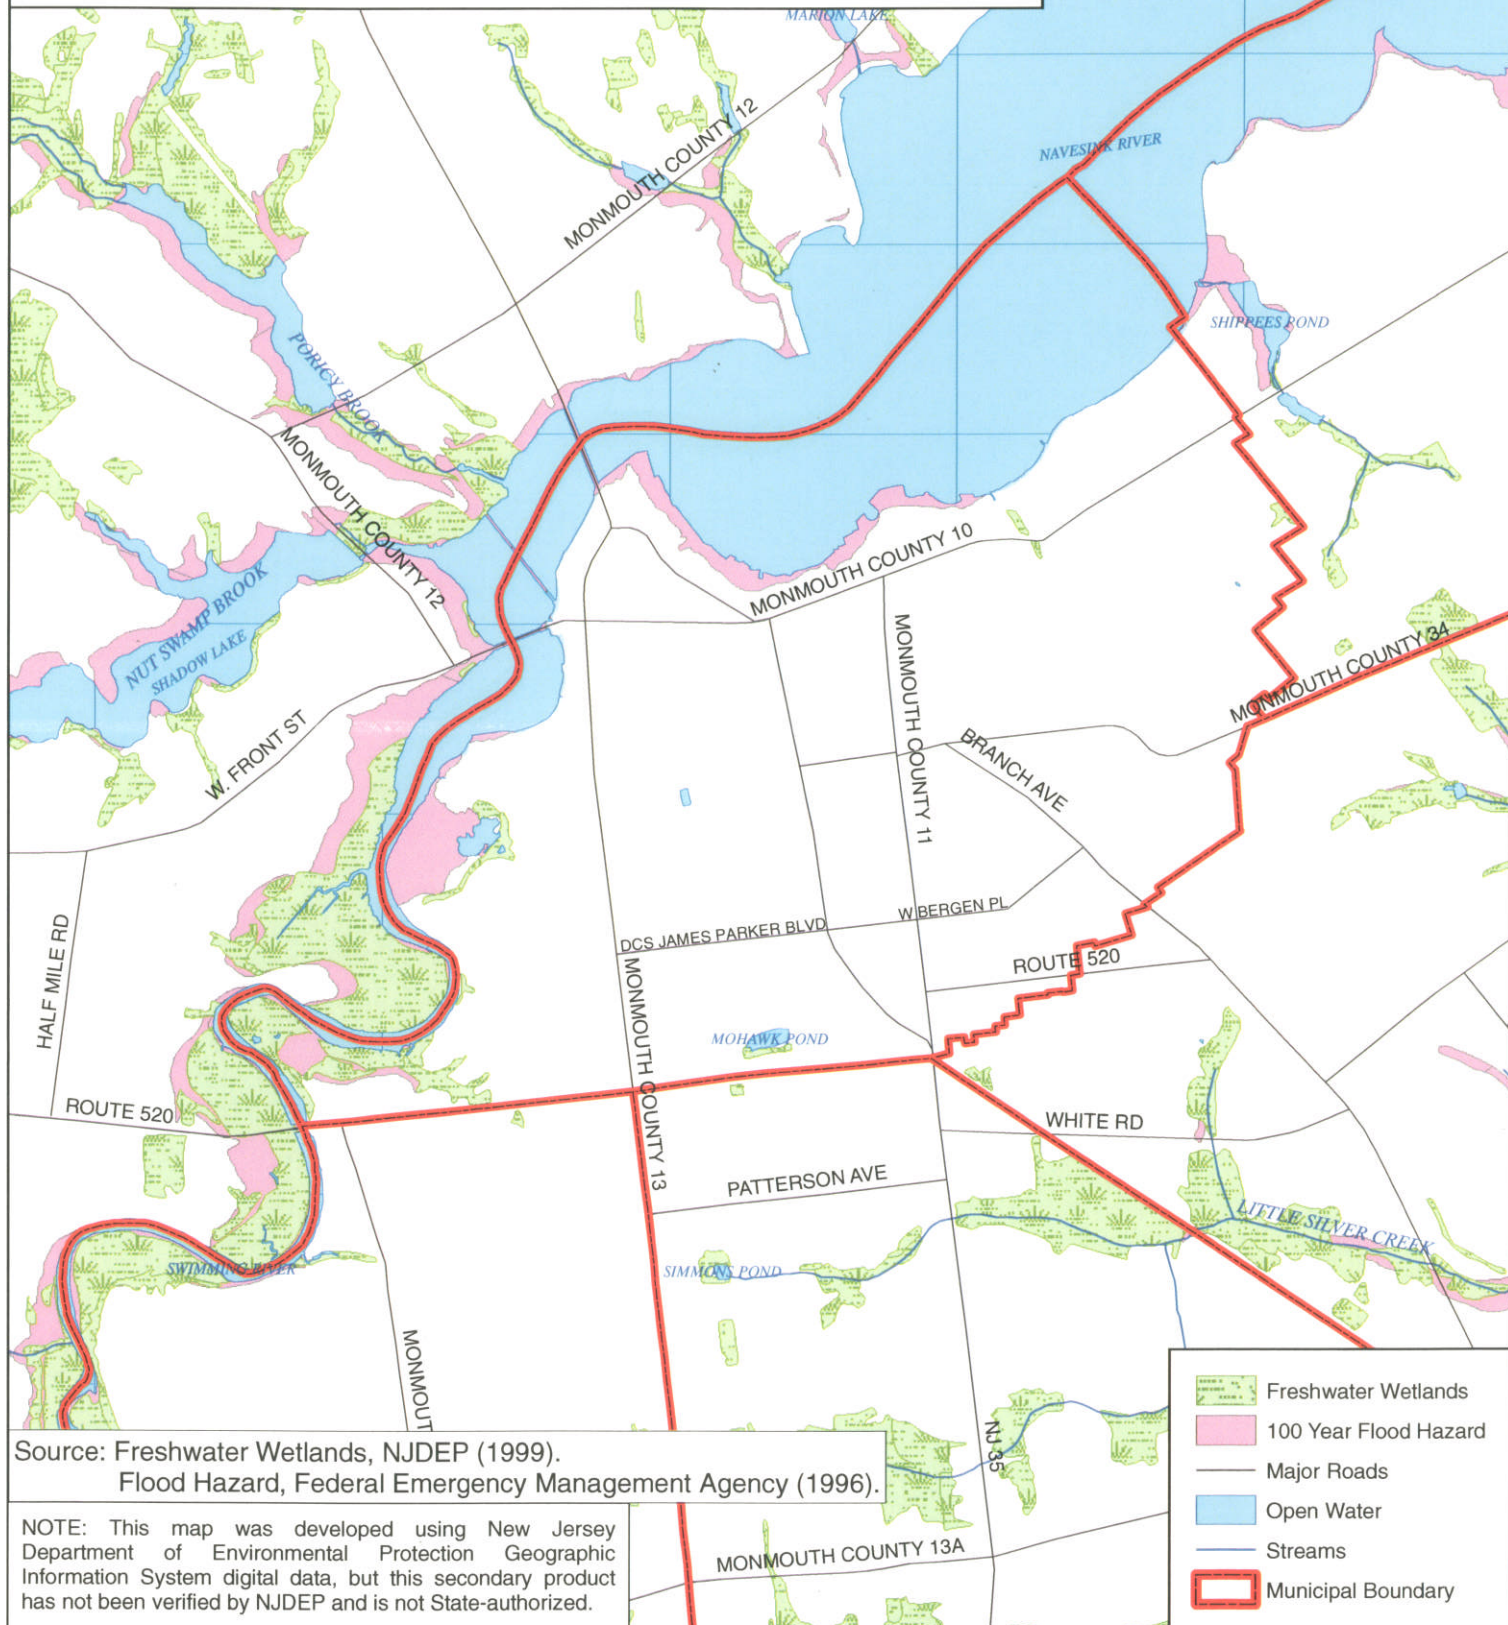 MARION LAKE
MONMOUTH COUNTY 12
NAVESINK RIVER
SHIPPEES POND
PORICY BROOK
MONMOUTH COUNTY 12
MONMOUTH COUNTY 10
NUT SWAMP BROOK
SHADOW LAKE
MONMOUTH COUNTY 11
MONMOUTH COUNTY 34
W. FRONT ST
BRANCH AVE
HALF MILE RD
DCS JAMES PARKER BLVD
W BERGEN PL
ROUTE 520
MONMOUTH COUNTY 13
MOHAWK POND
ROUTE 520
WHITE RD
PATTERSON AVE
LITTLE SILVER CREEK
SWIMMING RIVER
SIMMONS POND
MONMOUT
NJ 35
MONMOUTH COUNTY 13A
Freshwater Wetlands
100 Year Flood Hazard
Major Roads
Open Water
Streams
Municipal Boundary
Source: Freshwater Wetlands, NJDEP (1999).
Flood Hazard, Federal Emergency Management Agency (1996).
NOTE: This map was developed using New Jersey
Department of Environmental Protection Geographic
Information System digital data, but this secondary product
has not been verified by NJDEP and is not State-authorized.